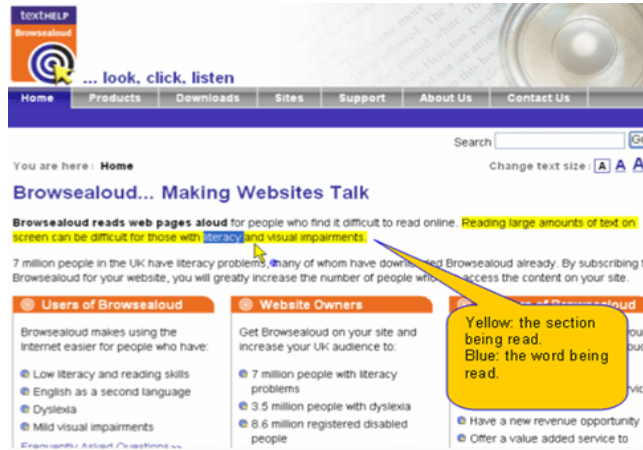 textHELP
Browsealoud
... look, click, listen
Home Products Downloads Sites Support About Us Contact Us
Search
You are here: Home
Change text size: A A A
Browsealoud... Making Websites Talk
Browsealoud reads web pages aloud for people who find it difficult to read online. Reading large amounts of text on
screen can be difficult for those with literacy and visual impairments.
7 million people in the UK have literacy problems, many of whom have downloaded Browsealoud already. By subscribing
Browsealoud for your website, you will greatly increase the number of people who access the content on your site.
Users of Browsealoud
Browsealoud makes using the
Internet easier for people who have:
Low literacy and reading skills
English as a second language
Dyslexia
Mild visual impairments
Frequently Asked Questions
Website Owners
Get Browsealoud on your site and
increase your UK audience to:
7 million people with literacy
problems
3.5 million people with dyslexia
8.6 million registered disabled
people
of Browsealoud
Yellow: the section
being read.
Blue: the word being
read.
Have a new revenue opportunity
Offer a value added service to